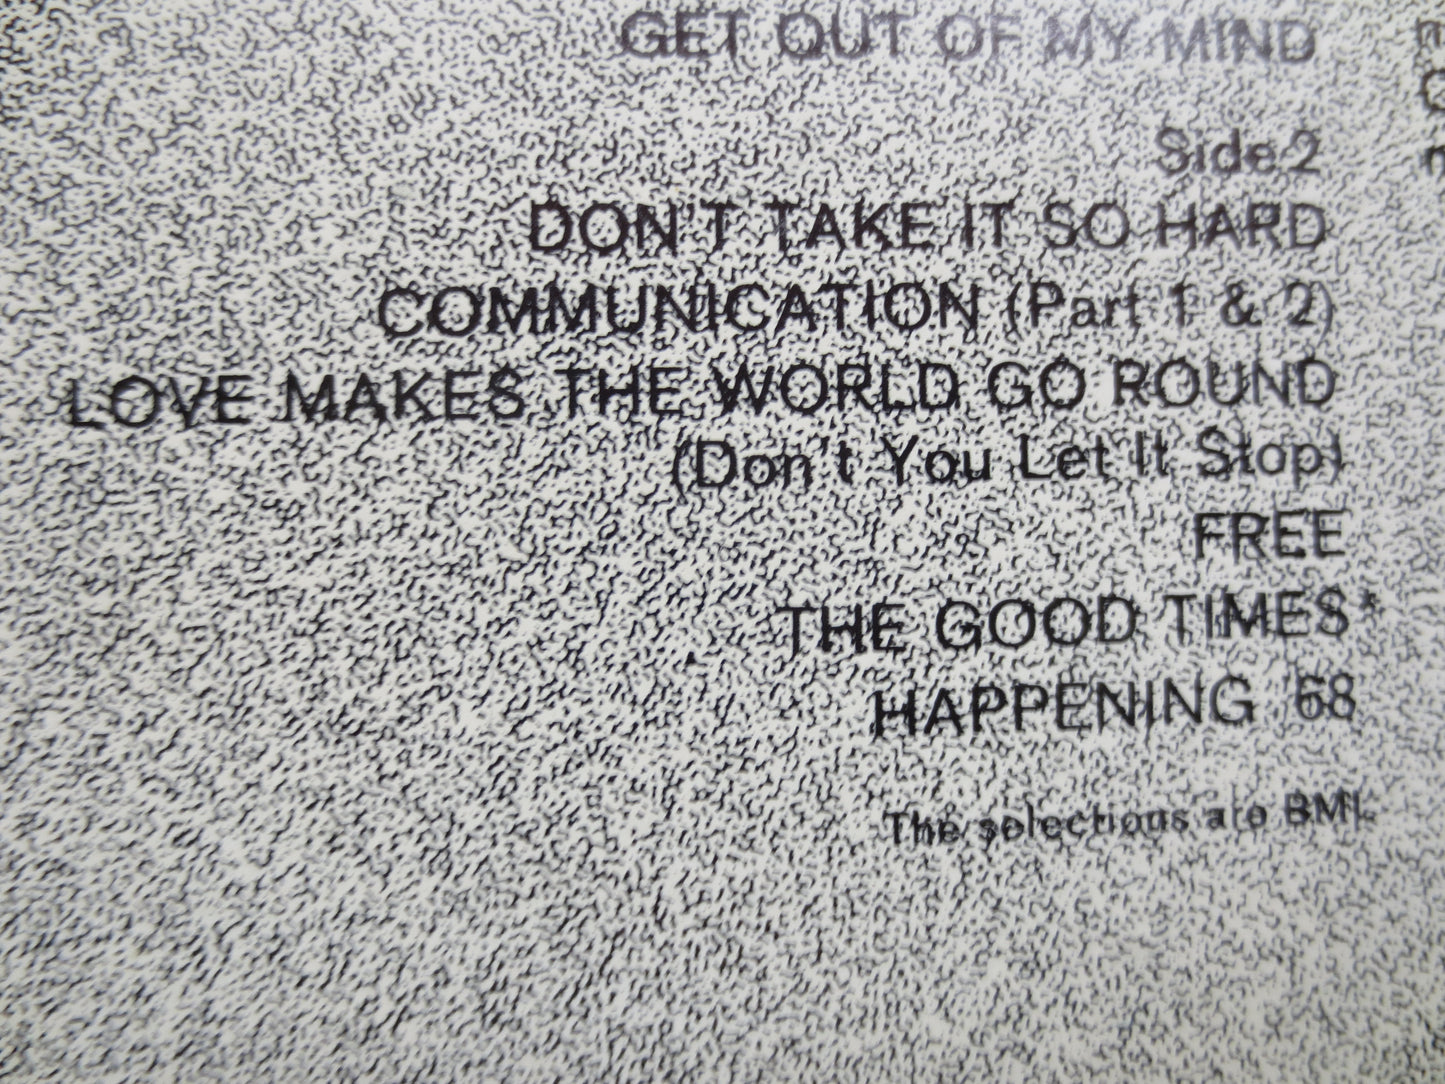 GET OUT OF MY MIND
Side 2
DON'T TAKE IT SO HARD
COMMUNICATION (Part 1 & 2)
LOVE MAKES THE WORLD GO ROUND
(Don't You Let It Stop)
FREE
THE GOOD TIMES*
HAPPENING '68
The selections are BMI.